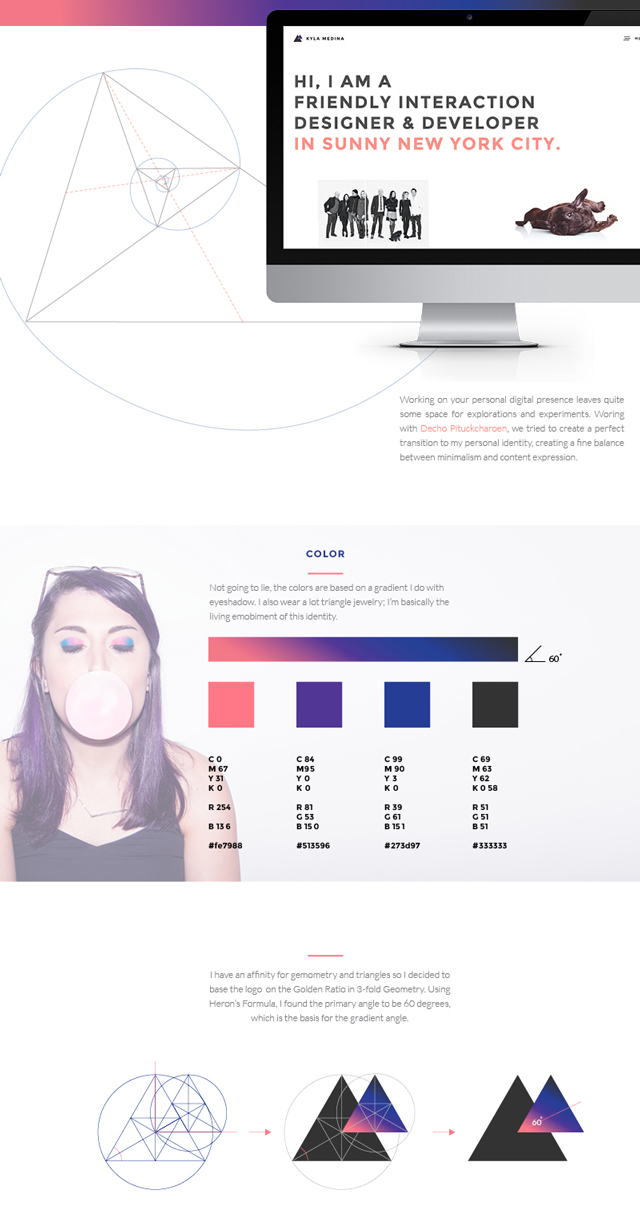 KYLA MEDINA
HI, I AM A
FRIENDLY INTERACTION
DESIGNER & DEVELOPER
IN SUNNY NEW YORK CITY.
Working on your personal digital presence leaves quite
some space for explorations and experiments. Woring
with Decho Pituckcharoen, we tried to create a perfect
transition to my personal identity, creating a fine balance
between minimalism and content expression.
COLOR
Not going to lie, the colors are based on a gradient I do with
eyeshadow. I also wear a lot triangle jewelry; I'm basically the
living emobiment of this identity.
60°
C 0
M 67
Y 31
K 0
R 254
B 13 6
#fe7988
C 84
M95
Y 0
K 0
R 81
G 53
B 15 0
#513596
C 99
M 90
Y 3
K 0
R 39
G 61
B 15 1
#273d97
C 69
M 63
Y 62
K 0 58
R 51
G 51
B 51
#333333
I have an affinity for gemometry and triangles so I decided to
base the logo on the Golden Ratio in 3-fold Geometry. Using
Heron's Formula, I found the primary angle to be 60 degrees,
which is the basis for the gradient angle.
60°